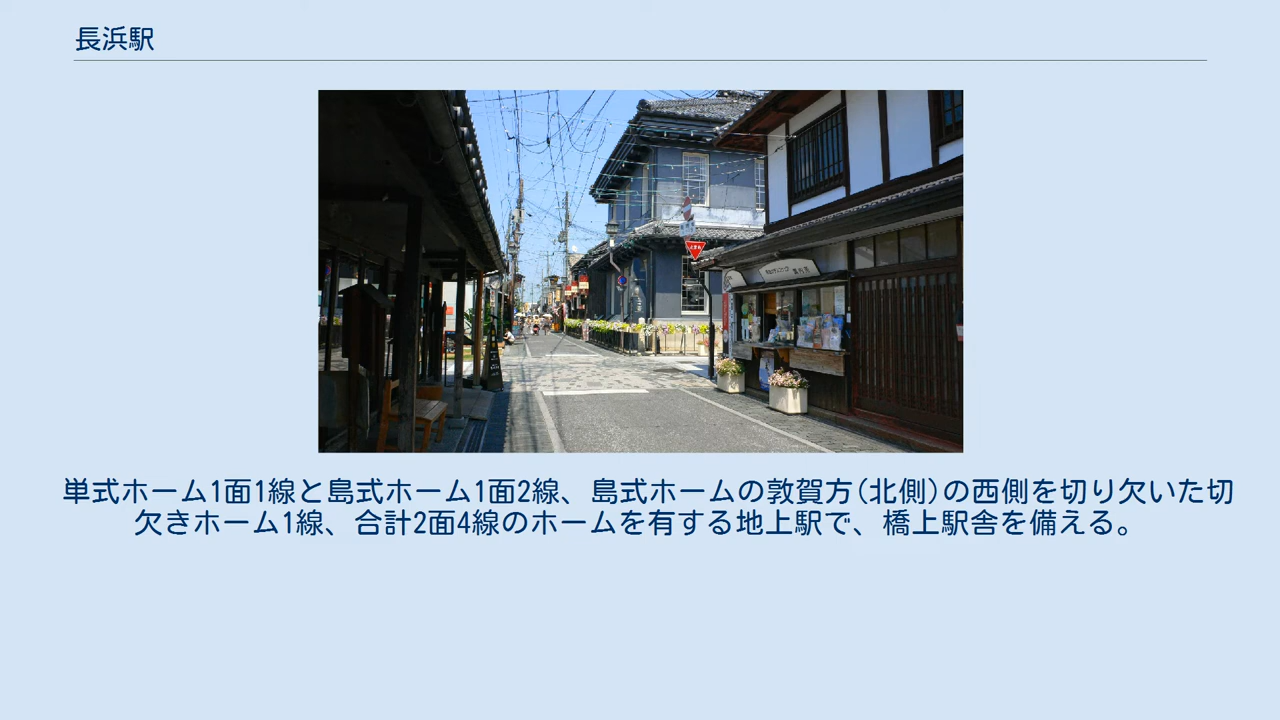 長浜駅
止まれ
単式ホーム1面1線と島式ホーム1面2線、島式ホームの敦賀方(北側)の西側を切り欠いた切
欠きホーム1線、合計2面4線のホームを有する地上駅で、橋上駅舎を備える。